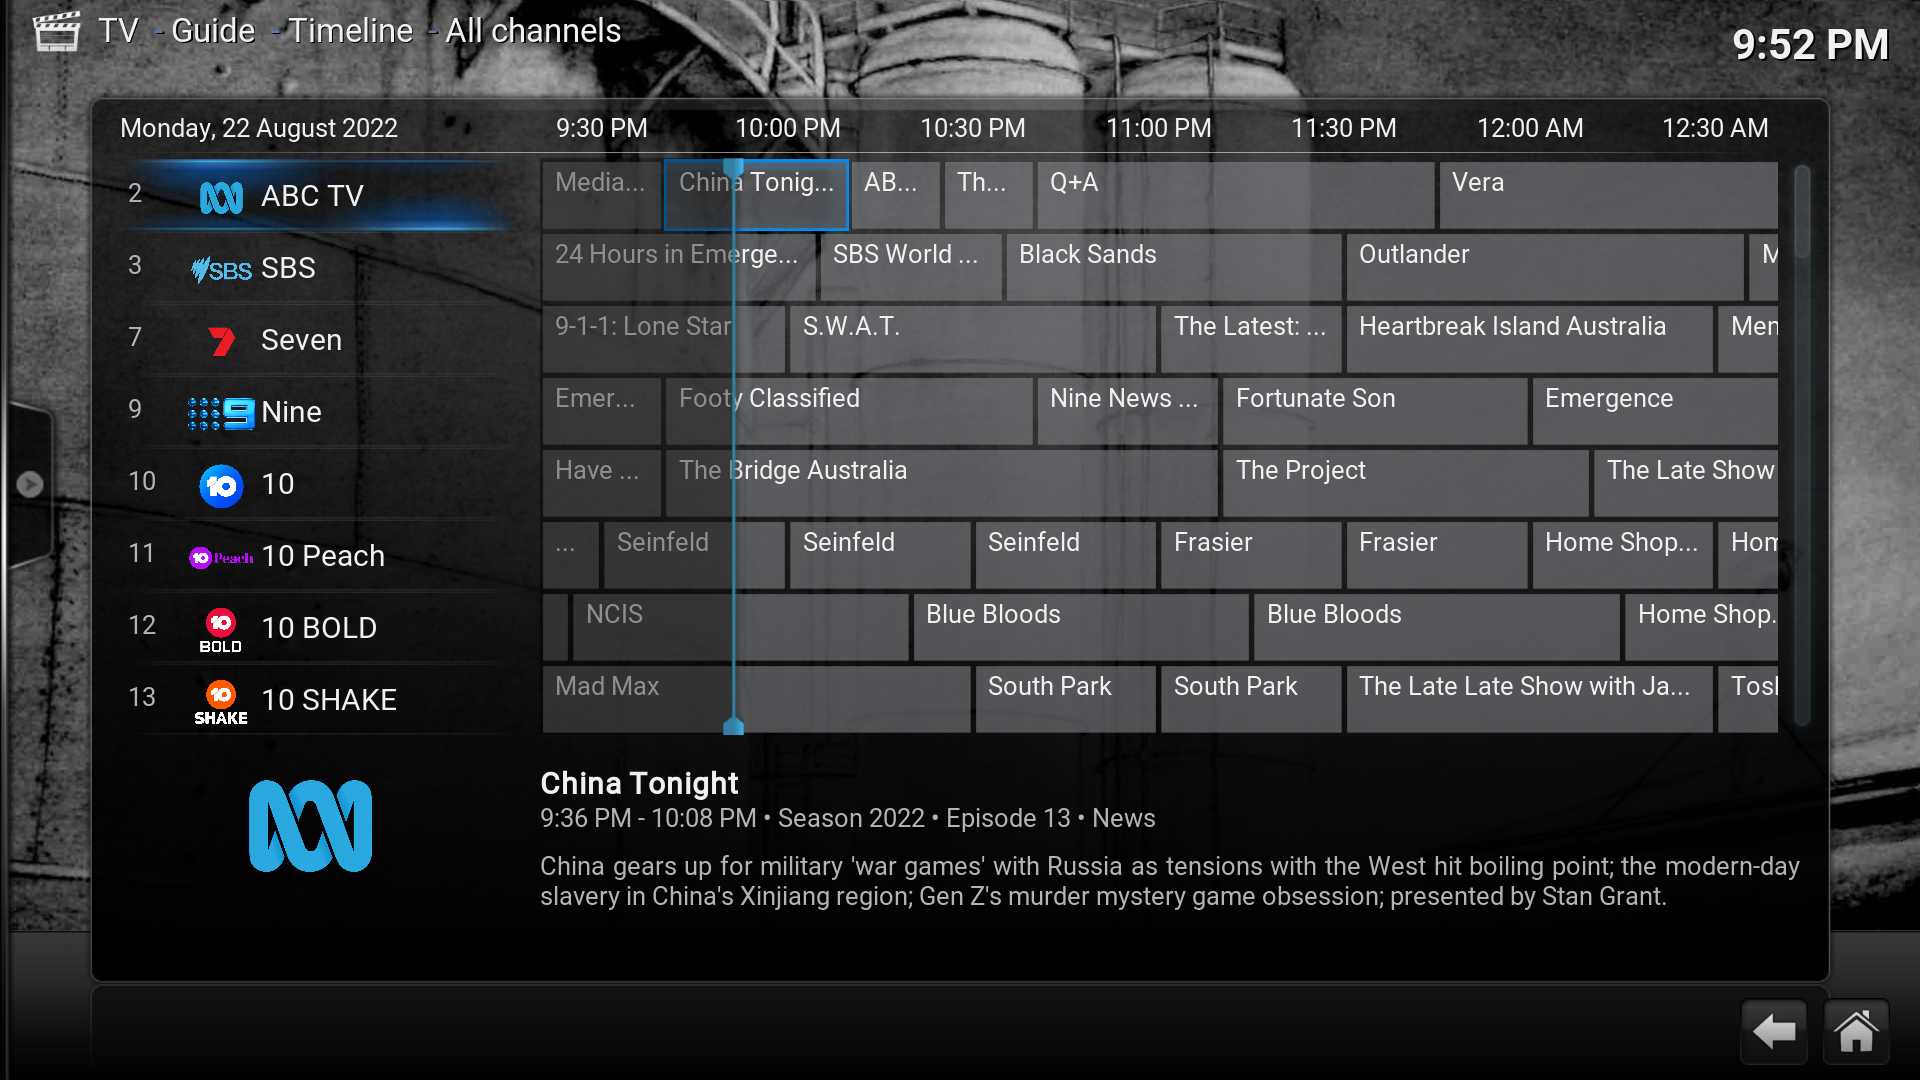 TV - Guide - Timeline - All channels
9:52 PM
Monday, 22 August 2022 9:30 PM 10:00 PM 10:30 PM 11:00 PM 11:30 PM 12:00 AM 12:30 AM
2 ABC TV Media... China Tonig... AB... Th... Q+A Vera
3 SBS SBS 24 Hours in Emerge... SBS World ... Black Sands Outlander M
7 Seven 9-1-1: Lone Star S.W.A.T. The Latest: ... Heartbreak Island Australia Men
9 9 Nine Emer... Footy Classified Nine News ... Fortunate Son Emergence
10 10 10 Have ... The Bridge Australia The Project The Late Show
11 10 Peach 10 Peach ... Seinfeld Seinfeld Seinfeld Frasier Frasier Home Shop... Hom
12 10 BOLD 10 BOLD NCIS Blue Bloods Blue Bloods Home Shop.
13 10 SHAKE 10 SHAKE Mad Max South Park South Park The Late Late Show with Ja... Tosh
China Tonight
9:36 PM - 10:08 PM • Season 2022 • Episode 13 • News
China gears up for military 'war games' with Russia as tensions with the West hit boiling point; the modern-day
slavery in China's Xinjiang region; Gen Z's murder mystery game obsession; presented by Stan Grant.